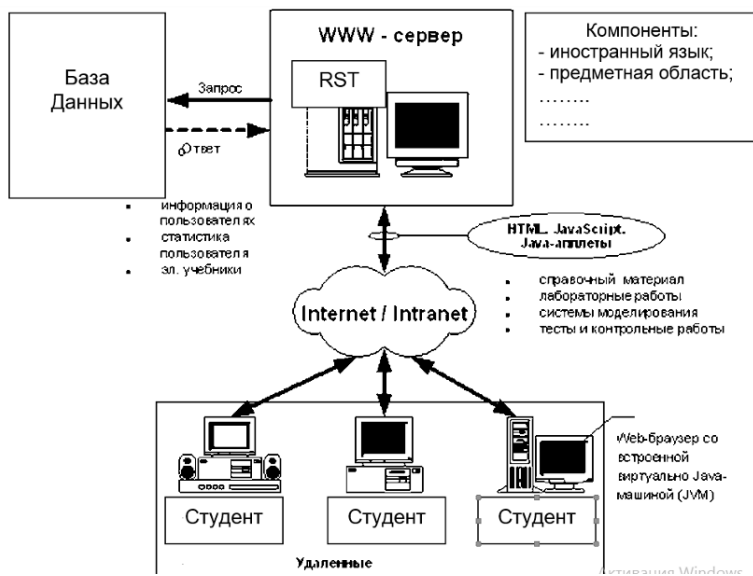 WWW - сервер
RST
База
Данных
Запрос
Ответ
Компоненты:
- иностранный язык;
- предметная область;
........
........
информация о
пользователях
статистика
пользователя
эл. учебники
HTML, JavaScript,
Java-апплеты
Internet / Intranet
справочный материал
лабораторные работы
системы моделирования
тесты и контрольные работы
Web-браузер со
встроенной
виртуально Java-
машиной (JVM)
Студент
Студент
Студент
Удаленные
Активация Windows